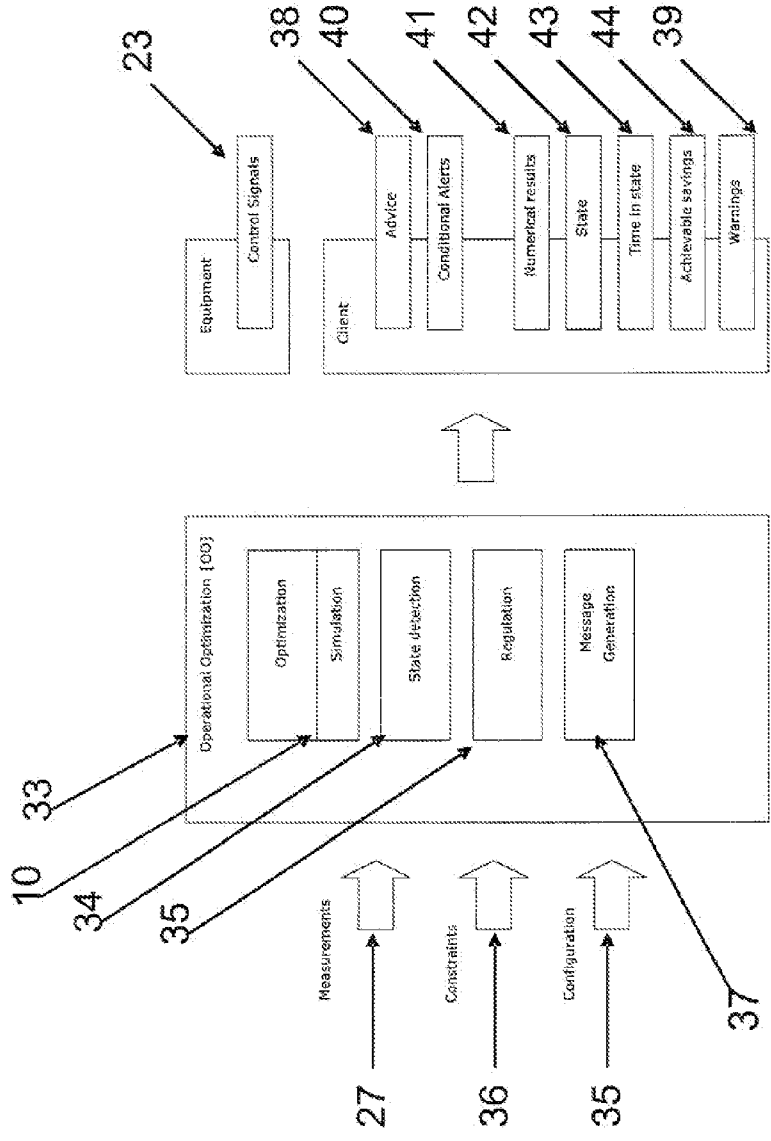 33
10
34
35
27
36
35
37
Measurements
Constraints
Configuration
Operational Optimization [OO]
Optimization
Simulation
State detection
Regulation
Message
Generation
Equipment
Control Signals
23
Client
Advice
38
Conditional Alerts
40
Numerical results
41
State
42
Time in state
43
Achievable savings
44
Warnings
39